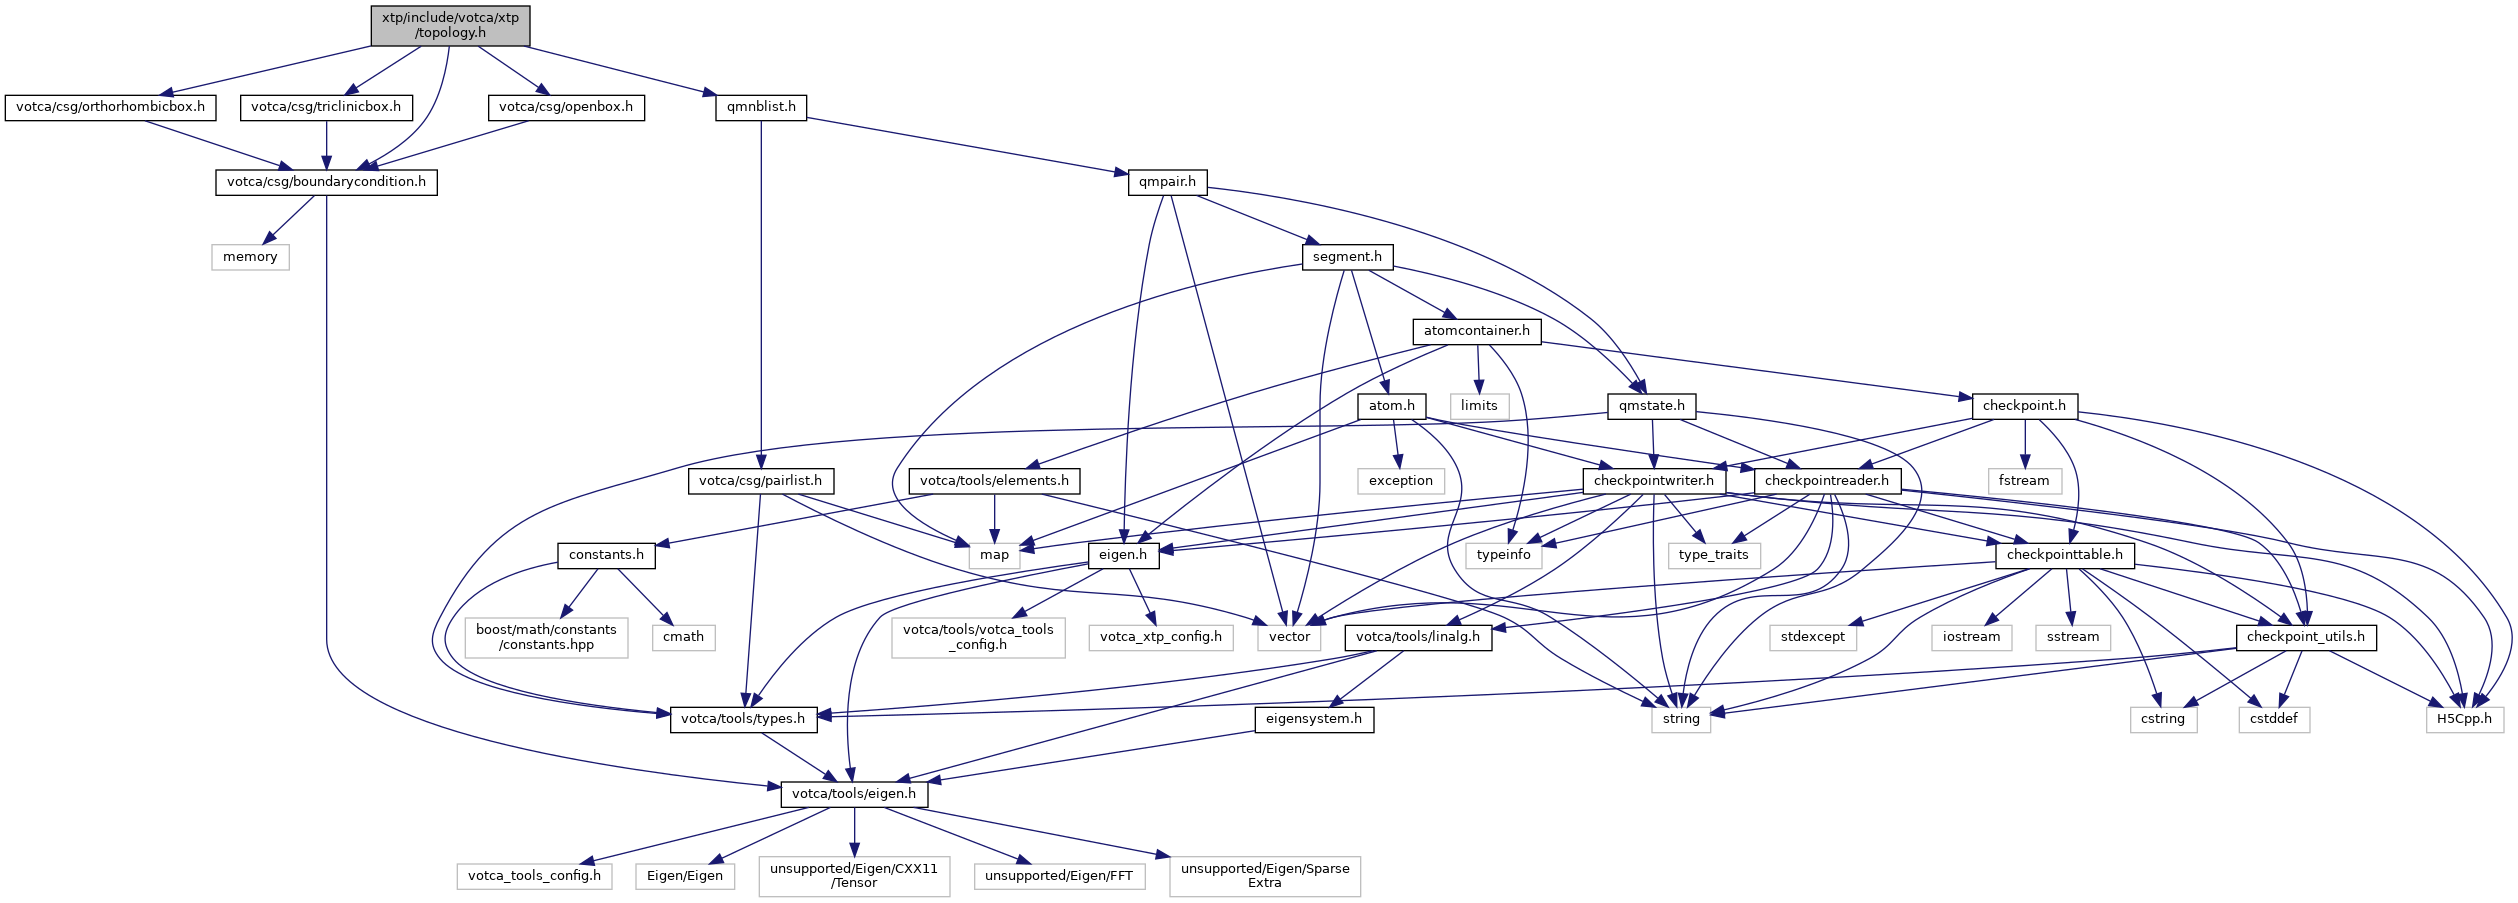 xtp/include/votca/xtp
/topology.h
votca/csg/orthorhombicbox.h
votca/csg/triclinicbox.h
votca/csg/openbox.h
qmnblist.h
votca/csg/boundarycondition.h
qmpair.h
memory
segment.h
atomcontainer.h
atom.h
limits
qmstate.h
checkpoint.h
votca/csg/pairlist.h
votca/tools/elements.h
exception
checkpointwriter.h
checkpointreader.h
fstream
constants.h
map
eigen.h
typeinfo
type_traits
checkpointtable.h
boost/math/constants
/constants.hpp
cmath
votca/tools/votca_tools
_config.h
votca_xtp_config.h
vector
votca/tools/linalg.h
stdexcept
iostream
sstream
checkpoint_utils.h
votca/tools/types.h
eigensystem.h
string
cstring
cstddef
H5Cpp.h
votca/tools/eigen.h
votca_tools_config.h
Eigen/Eigen
unsupported/Eigen/CXX11
/Tensor
unsupported/Eigen/FFT
unsupported/Eigen/Sparse
Extra